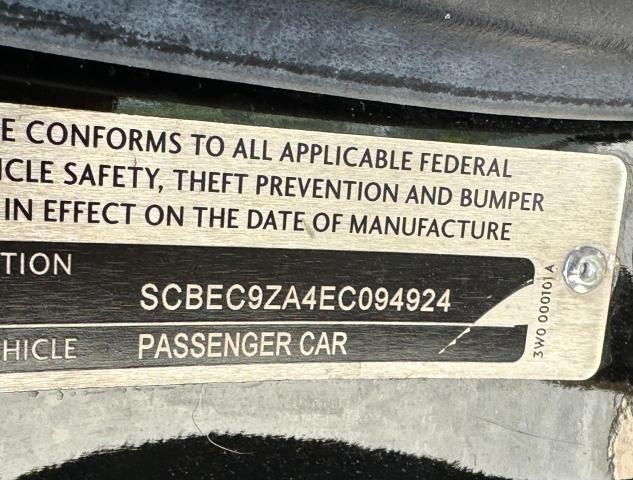 E CONFORMS TO ALL APPLICABLE FEDERAL
ICLE SAFETY, THEFT PREVENTION AND BUMPER
IN EFFECT ON THE DATE OF MANUFACTURE
TION
SCBEC9ZA4EC094924
HICLE PASSENGER CAR
3W0 000101A